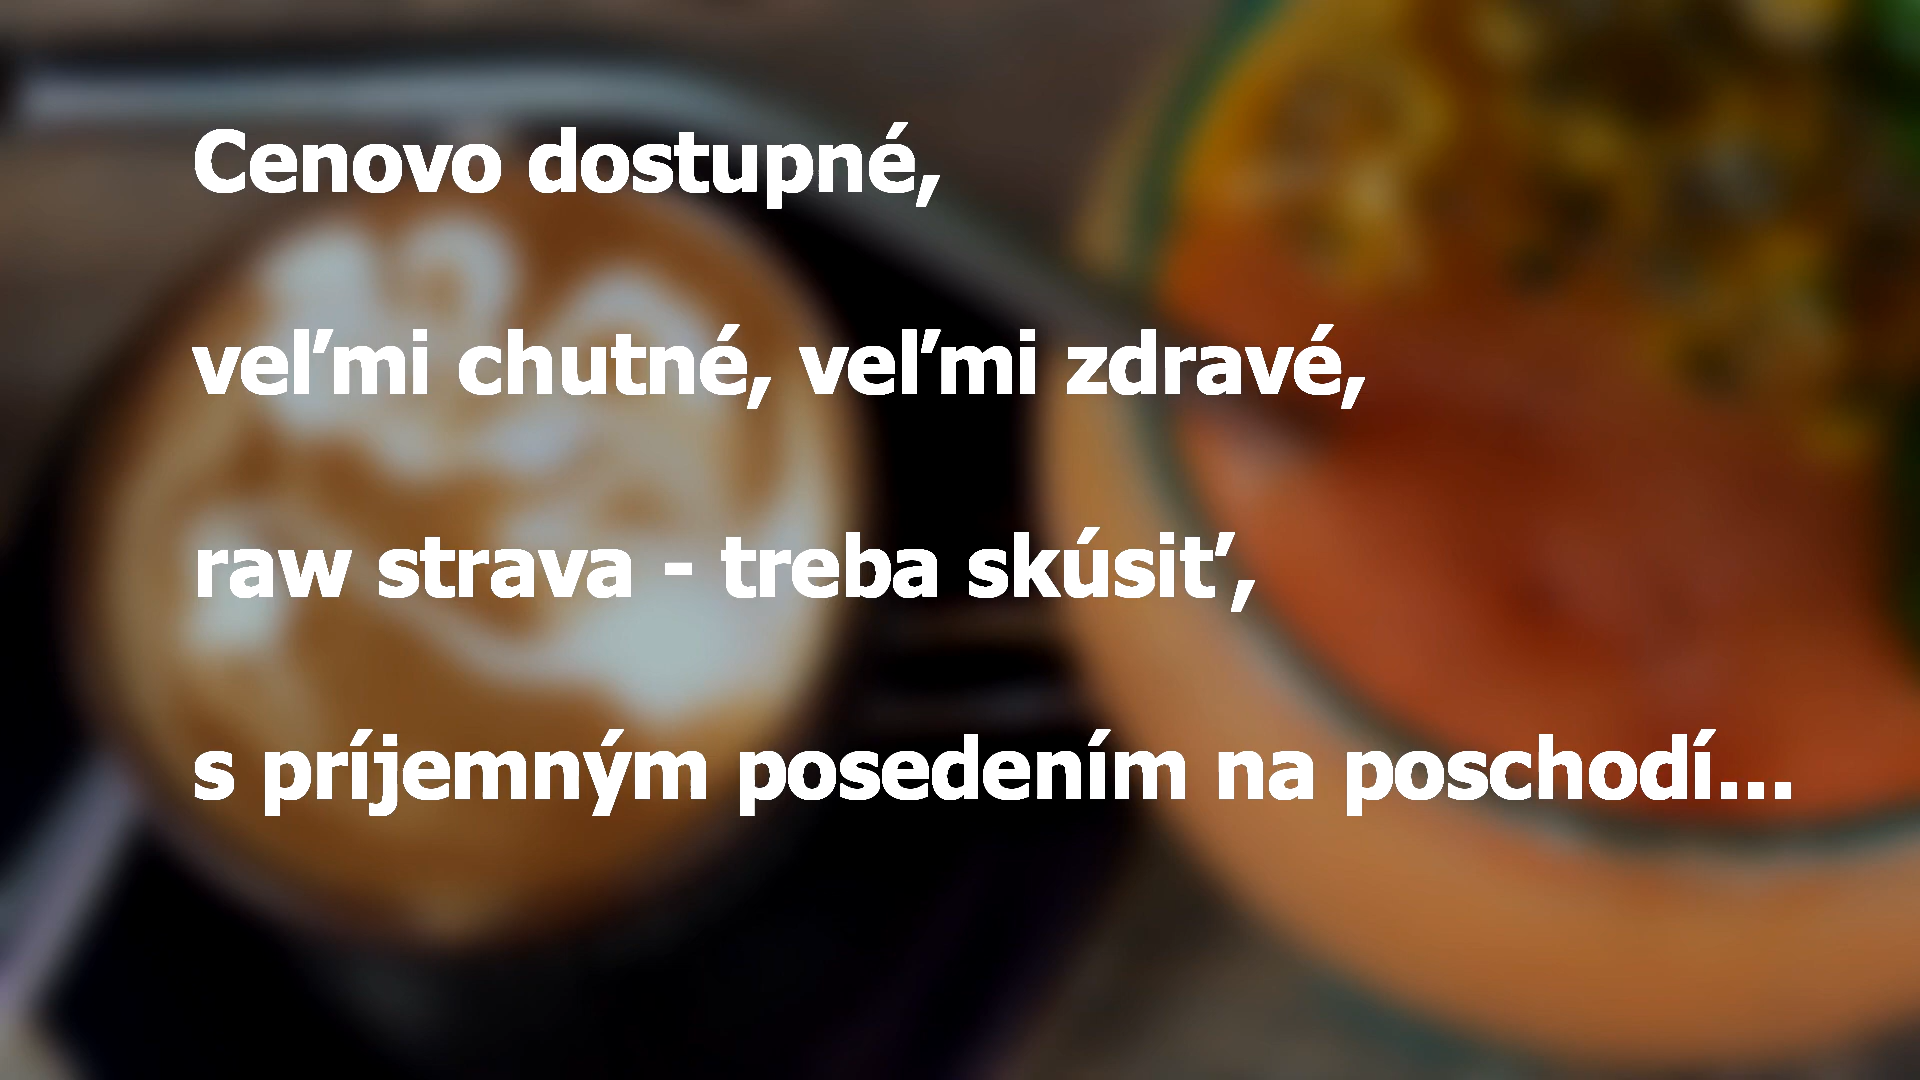 Cenovo dostupné,
veľmi chutné, veľmi zdravé,
raw strava - treba skúsiť,
s príjemným posedením na poschodí...